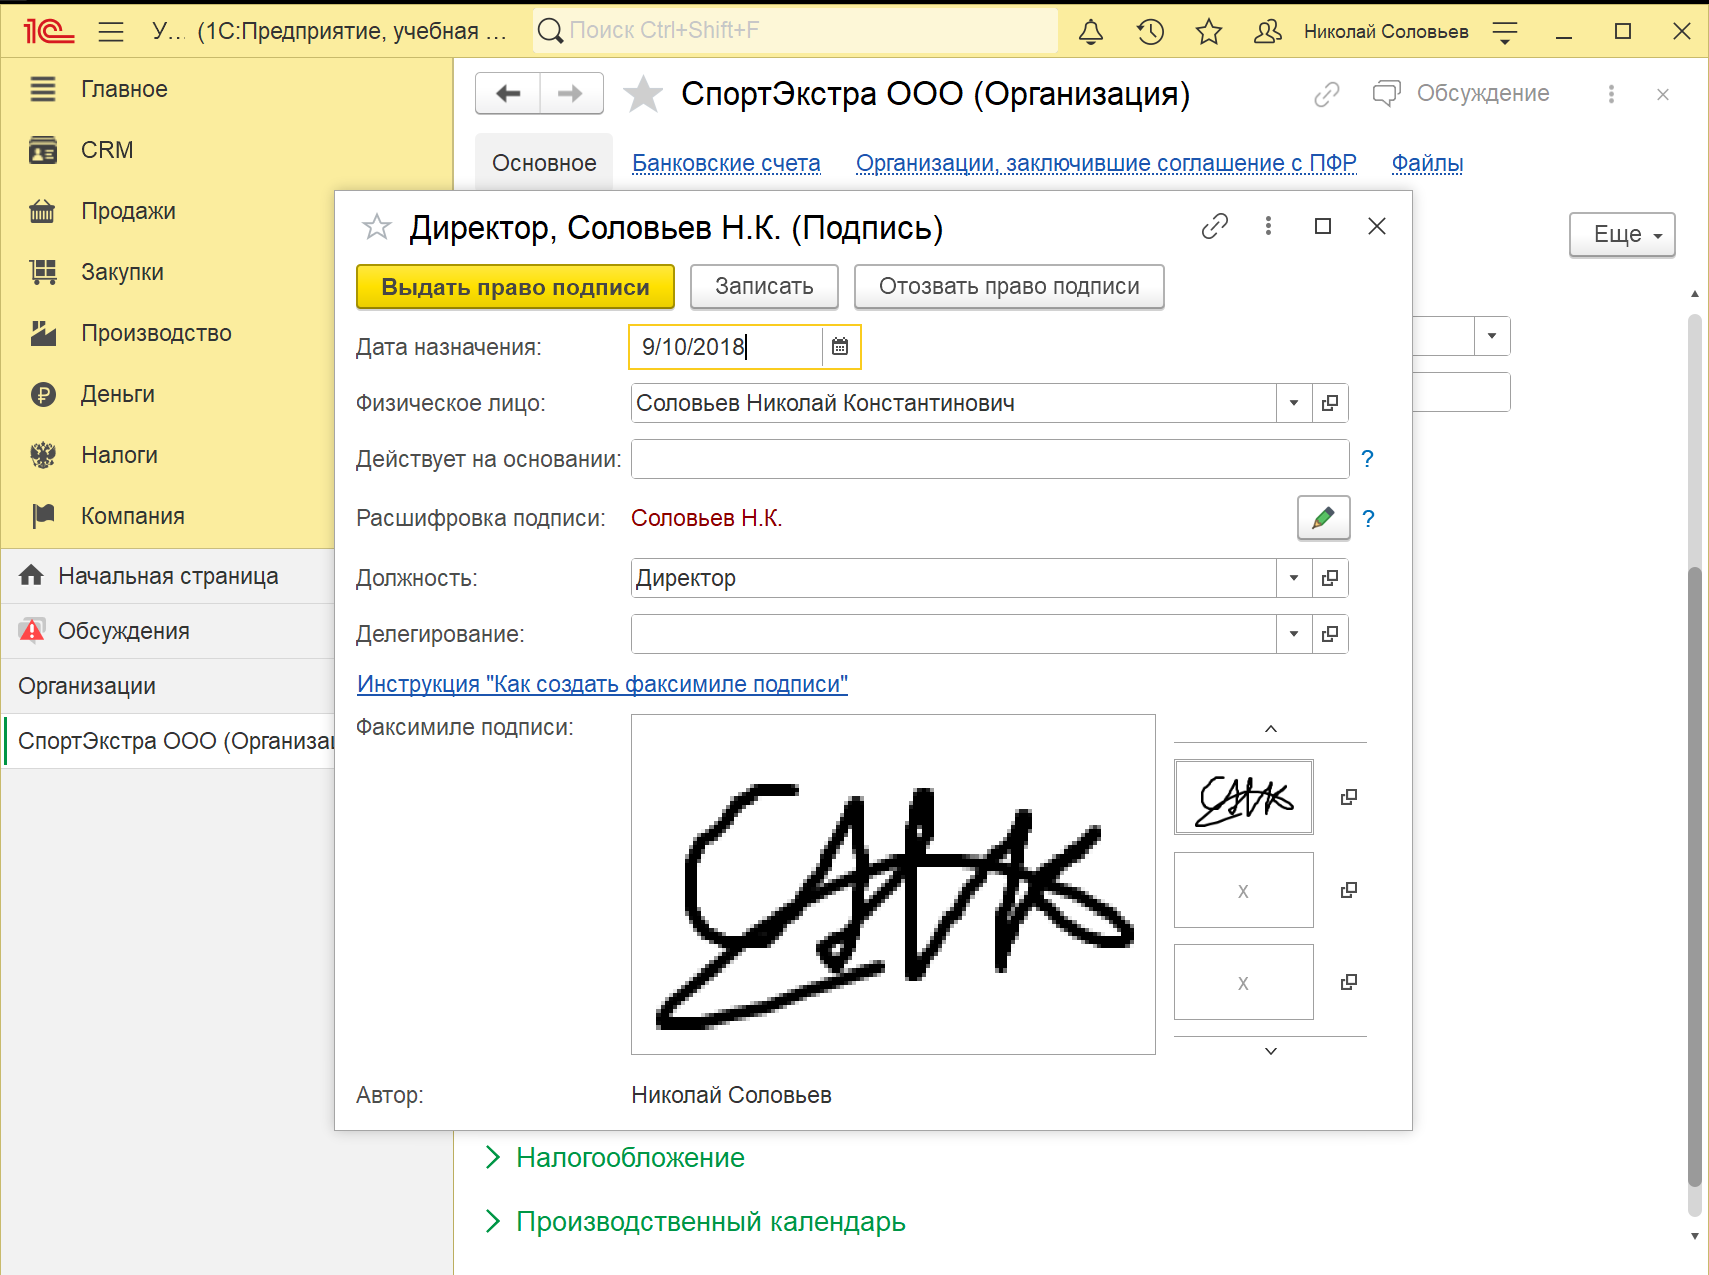 1С
У... (1С:Предприятие, учебная ...
Поиск Ctrl+Shift+F
Николай Соловьев
Главное
CRM
Продажи
Закупки
Производство
Деньги
Налоги
Компания
Начальная страница
Обсуждения
Организации
СпортЭкстра ООО (Организац
СпортЭкстра ООО (Организация)
Обсуждение
Основное
Банковские счета
Организации, заключившие соглашение с ПФР
Файлы
Еще
Директор, Соловьев Н.К. (Подпись)
Выдать право подписи
Записать
Отозвать право подписи
Дата назначения:
9/10/2018
Физическое лицо:
Соловьев Николай Константинович
Действует на основании:
?
Расшифровка подписи:
Соловьев Н.К.
?
Должность:
Директор
Делегирование:
Инструкция "Как создать факсимиле подписи"
Факсимиле подписи:
x
x
Автор:
Николай Соловьев
Налогообложение
Производственный календарь